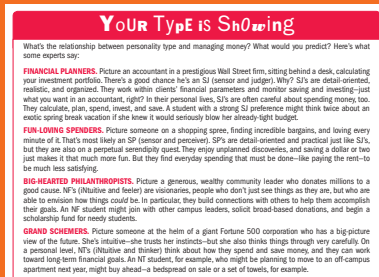 YOUR TYPE IS SHOWING
What's the relationship between personality type and managing money? What would you predict? Here's what
some experts say:
FINANCIAL PLANNERS. Picture an accountant in a prestigious Wall Street firm, sitting behind a desk, calculating
your investment portfolio. There's a good chance he's an SJ (sensor and judger). Why? SJ's are detail-oriented,
realistic, and organized. They work within clients' financial parameters and monitor saving and investing—just
what you want in an accountant, right? In their personal lives, SJ's are often careful about spending money, too.
They calculate, plan, spend, invest, and save. A student with a strong SJ preference might think twice about an
exotic spring break vacation if she knew it would seriously blow her already-tight budget.
FUN-LOVING SPENDERS. Picture someone on a shopping spree, finding incredible bargains, and loving every
minute of it. That's most likely an SP (sensor and perceiver). SP's are detail-oriented and practical just like SJ's,
but they are also on a perpetual serendipity quest. They enjoy unplanned discoveries, and saving a dollar or two
just makes it that much more fun. But they find everyday spending that must be done—like paying the rent—to
be much less satisfying.
BIG-HEARTED PHILANTHROPISTS. Picture a generous, wealthy community leader who donates millions to a
good cause. NF's (iNtuitive and feeler) are visionaries, people who don't just see things as they are, but who are
able to envision how things could be. In particular, they build connections with others to help them accomplish
their goals. An NF student might join with other campus leaders, solicit broad-based donations, and begin a
scholarship fund for needy students.
GRAND SCHEMERS. Picture someone at the helm of a giant Fortune 500 corporation who has a big-picture
view of the future. She's intuitive—she trusts her instincts—but she also thinks things through very carefully. On
a personal level, NT's (iNtuitive and thinker) think about how they spend and save money, and they can work
toward long-term financial goals. An NT student, for example, who might be planning to move to an off-campus
apartment next year, might buy ahead—a bedspread on sale or a set of towels, for example.